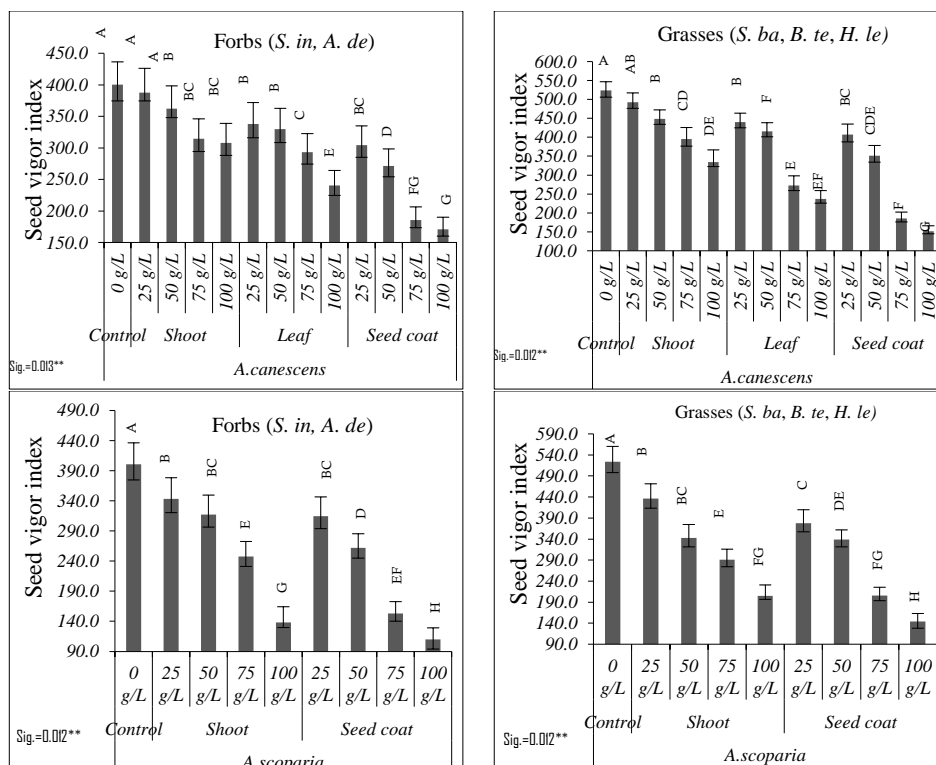 A
A
A
B
BC
BC
B
B
C
E
BC
D
FG
G
Forbs (S. in, A. de)
Seed vigor index
450.0
400.0
350.0
300.0
250.0
200.0
150.0
0 g/L
25 g/L
50 g/L
75 g/L
100 g/L
25 g/L
50 g/L
75 g/L
100 g/L
25 g/L
50 g/L
75 g/L
100 g/L
Control Shoot Leaf Seed coat
Sig.=0.013**
A.canescens
Grasses (S. ba, B. te, H. le)
A
AB
B
CD
DE
B
F
E
EF
BC
CDE
F
G
Seed vigor index
600.0
500.0
450.0
400.0
350.0
300.0
250.0
200.0
150.0
100.0
0 g/L
25 g/L
50 g/L
75 g/L
100 g/L
25 g/L
50 g/L
75 g/L
100 g/L
25 g/L
50 g/L
75 g/L
100 g/L
Control Shoot Leaf Seed coat
Sig.=0.012**
A.canescens
Forbs (S. in, A. de)
A
B
BC
E
G
BC
D
EF
H
Seed vigor index
490.0
440.0
390.0
340.0
290.0
240.0
190.0
140.0
90.0
0 25 50 75 100 25 50 75 100
g/L g/L g/L g/L g/L g/L g/L g/L g/L
Control Shoot Seed coat
Sig.=0.012**
A.scoparia
Grasses (S. ba, B. te, H. le)
A
B
BC
E
FG
C
DE
FG
H
Seed vigor index
590.0
540.0
490.0
440.0
390.0
340.0
290.0
240.0
190.0
140.0
90.0
0 25 50 75 100 25 50 75 100
g/L g/L g/L g/L g/L g/L g/L g/L g/L
Control Shoot Seed coat
Sig.=0.012**
A.scoparia